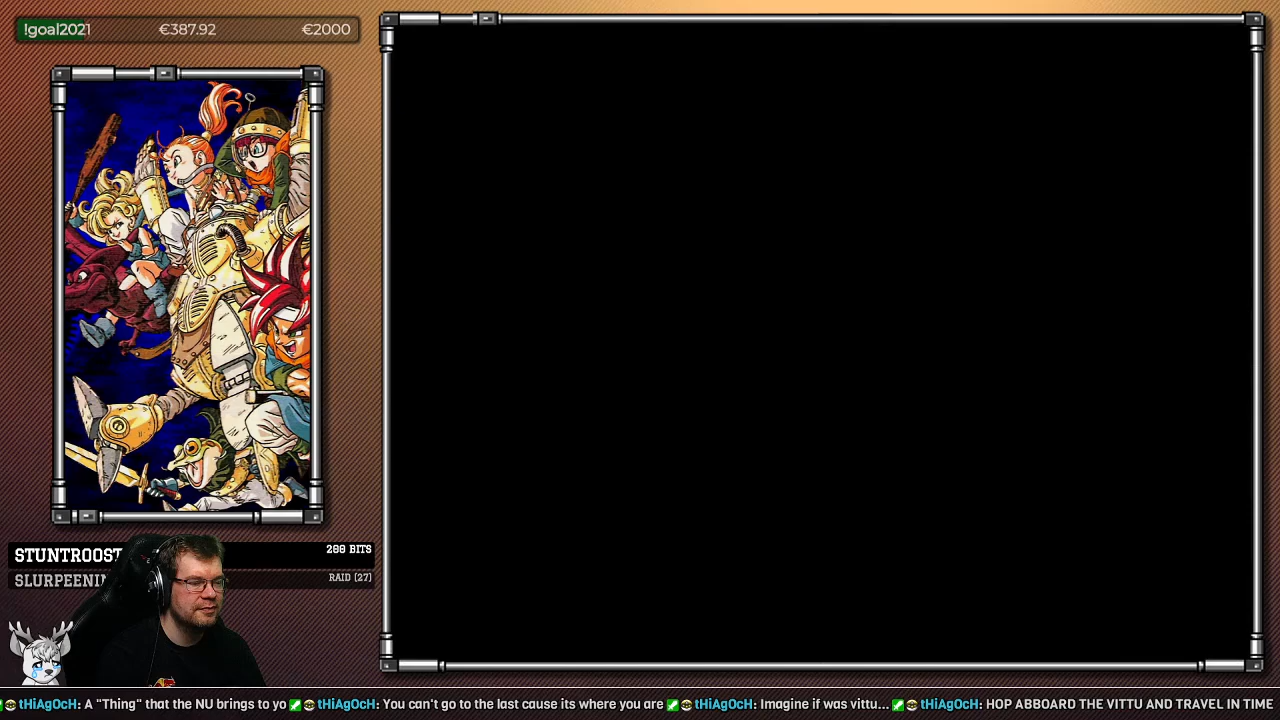 !goal2021 €387.92 €2000
STUNTROOST 200 BITS
RAID [27]
tHiAgOcH: A "Thing" that the NU brings to yo tHiAgOcH: You can't go to the last cause its where you are tHiAgOcH: Imagine if was vittu... tHiAgOcH: HOP ABBOARD THE VITTU AND TRAVEL IN TIME